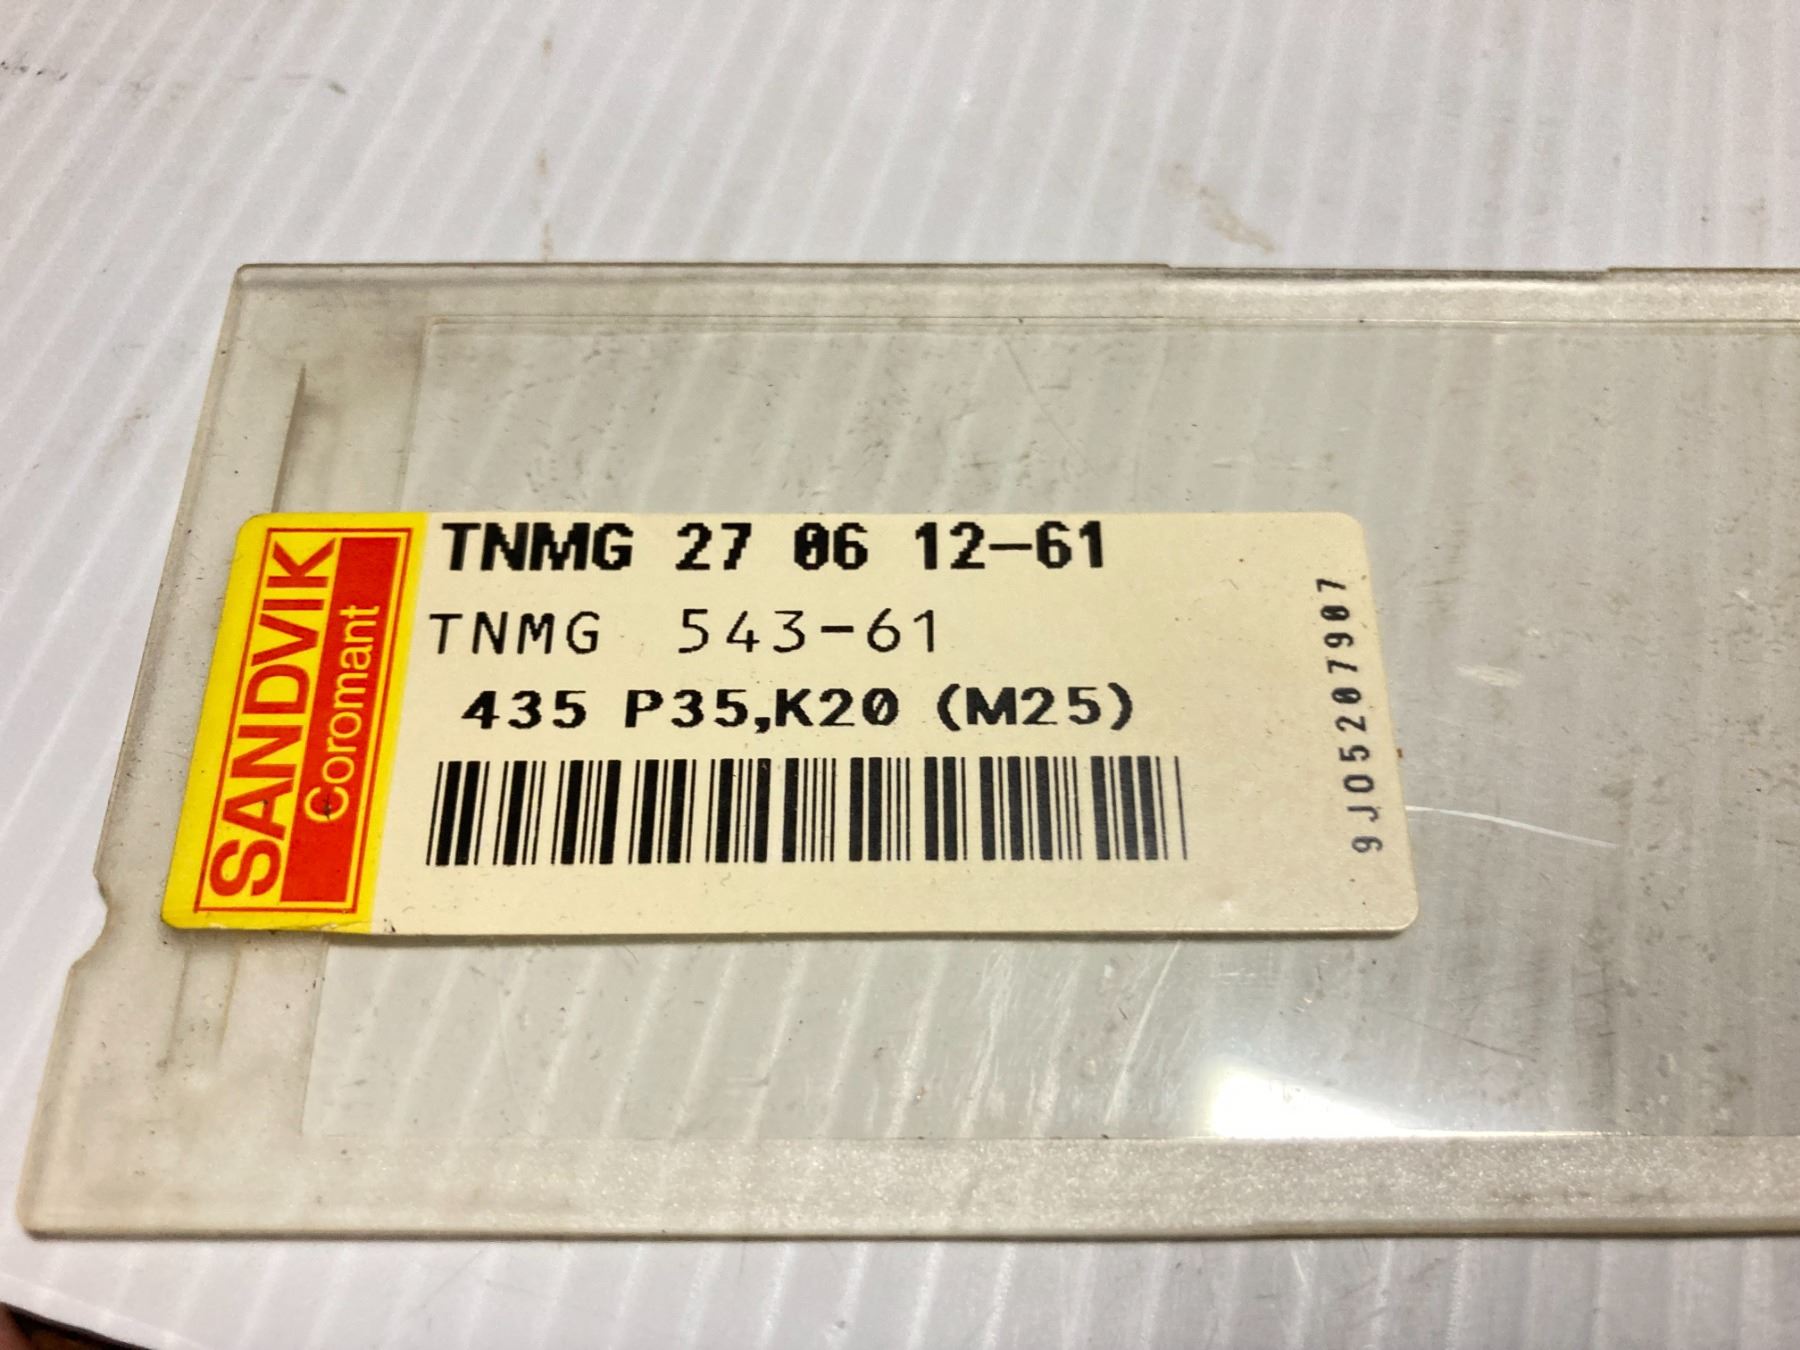 SANDVIK
Coromant
TNMG 27 06 12-61
TNMG 543-61
435 P35,K20 (M25)
9J05207907